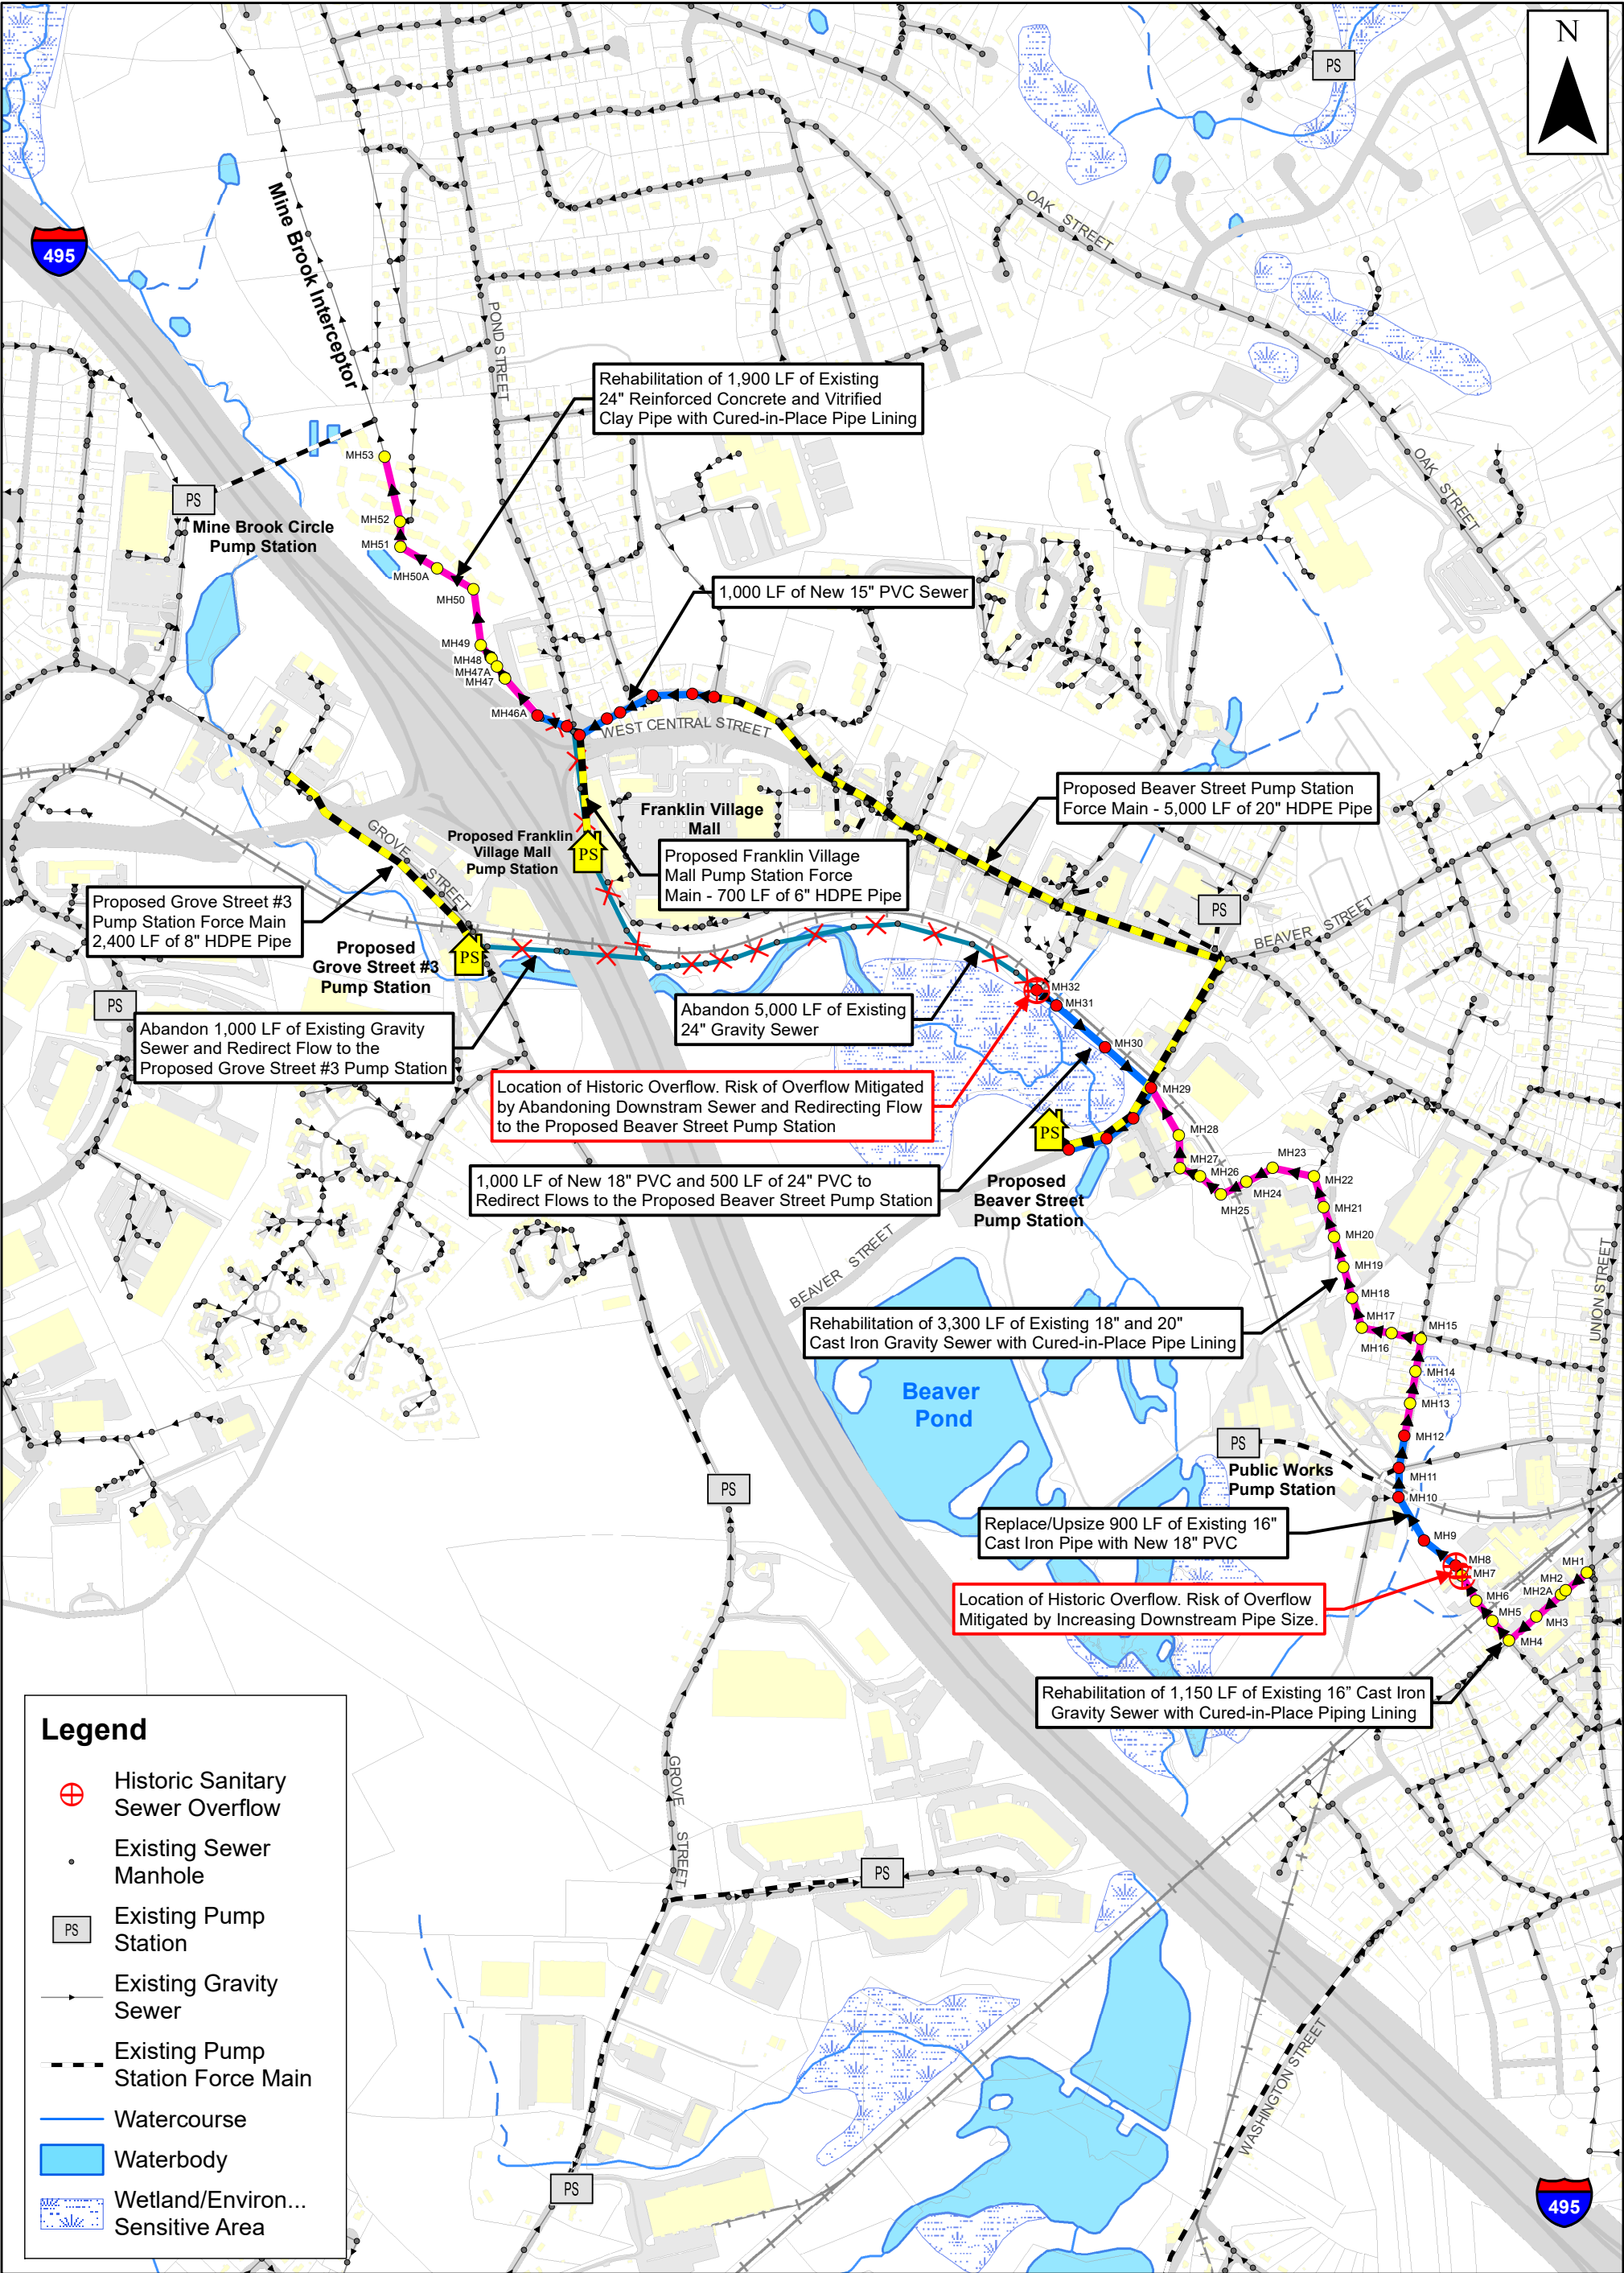 N
PS
OAK STREET
495
Mine Brook Interceptor
POND STREET
Rehabilitation of 1,900 LF of Existing
24" Reinforced Concrete and Vitrified
Clay Pipe with Cured-in-Place Pipe Lining
MH53
PS
Mine Brook Circle
Pump Station
MH52
MH51
MH50A
MH50
OAK STREET
1,000 LF of New 15" PVC Sewer
MH49
MH48
MH47A
MH47
MH46A
WEST CENTRAL STREET
Proposed Beaver Street Pump Station
Force Main - 5,000 LF of 20" HDPE Pipe
Franklin Village
Mall
Proposed Franklin
Village Mall
Pump Station
PS
Proposed Franklin Village
Mall Pump Station Force
Main - 700 LF of 6" HDPE Pipe
GROVE STREET
Proposed Grove Street #3
Pump Station Force Main
2,400 LF of 8" HDPE Pipe
PS
BEAVER STREET
Proposed
Grove Street #3
Pump Station
PS
PS
MH32
MH31
MH30
MH29
Abandon 5,000 LF of Existing
24" Gravity Sewer
Abandon 1,000 LF of Existing Gravity
Sewer and Redirect Flow to the
Proposed Grove Street #3 Pump Station
Location of Historic Overflow. Risk of Overflow Mitigated
by Abandoning Downstram Sewer and Redirecting Flow
to the Proposed Beaver Street Pump Station
PS
MH28
MH27
MH26
MH25
MH24
MH23
MH22
MH21
MH20
MH19
MH18
MH17
MH16
MH15
MH14
MH13
MH12
MH11
MH10
1,000 LF of New 18" PVC and 500 LF of 24" PVC to
Redirect Flows to the Proposed Beaver Street Pump Station
Proposed
Beaver Street
Pump Station
BEAVER STREET
UNION STREET
Rehabilitation of 3,300 LF of Existing 18" and 20"
Cast Iron Gravity Sewer with Cured-in-Place Pipe Lining
Beaver
Pond
PS
Public Works
Pump Station
PS
Replace/Upsize 900 LF of Existing 16"
Cast Iron Pipe with New 18" PVC
MH9
MH8
MH7
MH6
MH5
MH4
MH3
MH2A
MH2
MH1
Location of Historic Overflow. Risk of Overflow
Mitigated by Increasing Downstream Pipe Size.
Rehabilitation of 1,150 LF of Existing 16” Cast Iron
Gravity Sewer with Cured-in-Place Piping Lining
GROVE STREET
PS
PS
WASHINGTON STREET
495
Legend
Historic Sanitary
Sewer Overflow
Existing Sewer
Manhole
PS
Existing Pump
Station
Existing Gravity
Sewer
Existing Pump
Station Force Main
Watercourse
Waterbody
Wetland/Environ...
Sensitive Area